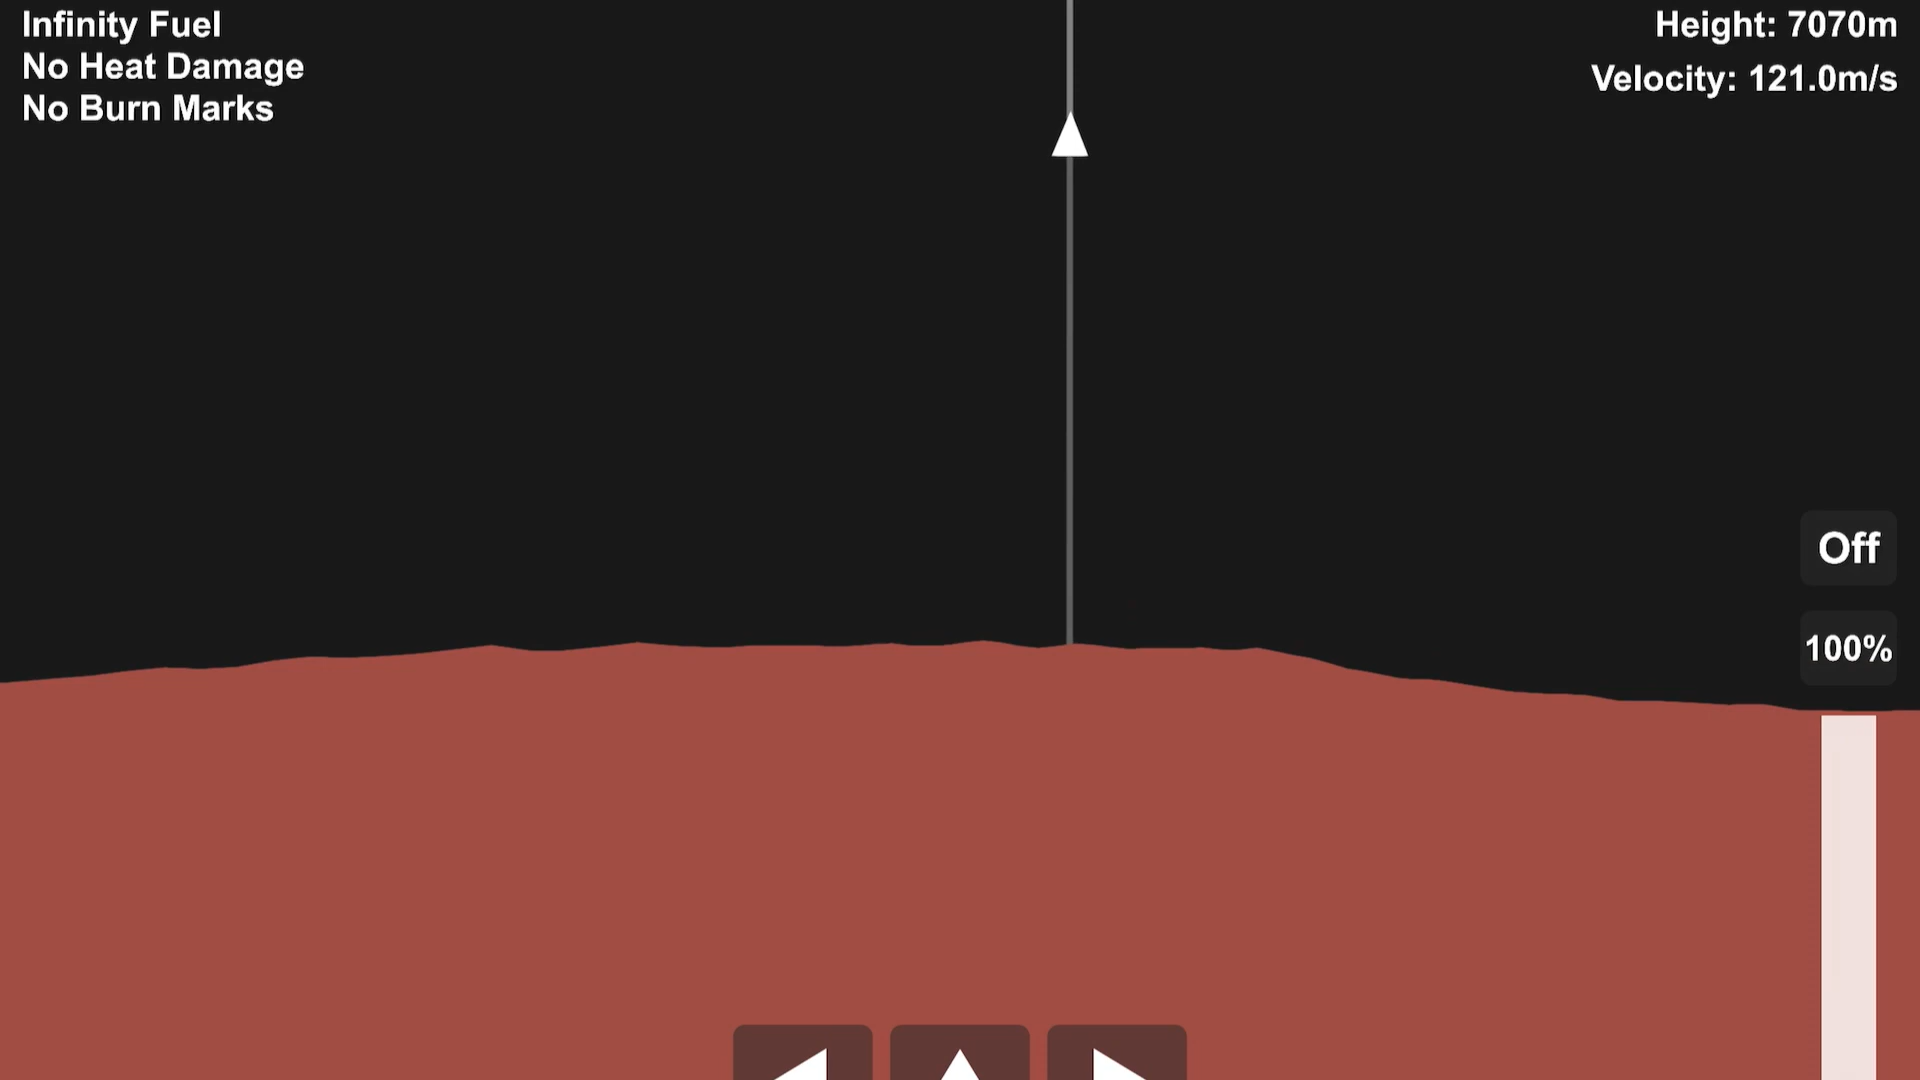 Infinity Fuel
No Heat Damage
No Burn Marks
Height: 7070m
Velocity: 121.0m/s
Off
100%